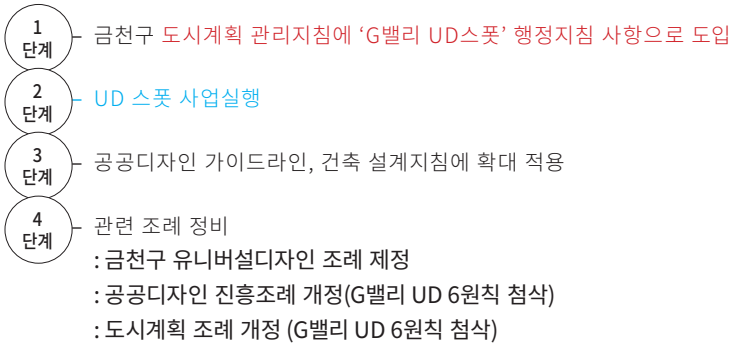 1
단계
금천구 도시계획 관리지침에 ‘G밸리 UD스폿’ 행정지침 사항으로 도입
2
단계
UD 스폿 사업실행
3
단계
공공디자인 가이드라인, 건축 설계지침에 확대 적용
4
단계
관련 조례 정비
: 금천구 유니버설디자인 조례 제정
: 공공디자인 진흥조례 개정(G밸리 UD 6원칙 첨삭)
: 도시계획 조례 개정 (G밸리 UD 6원칙 첨삭)